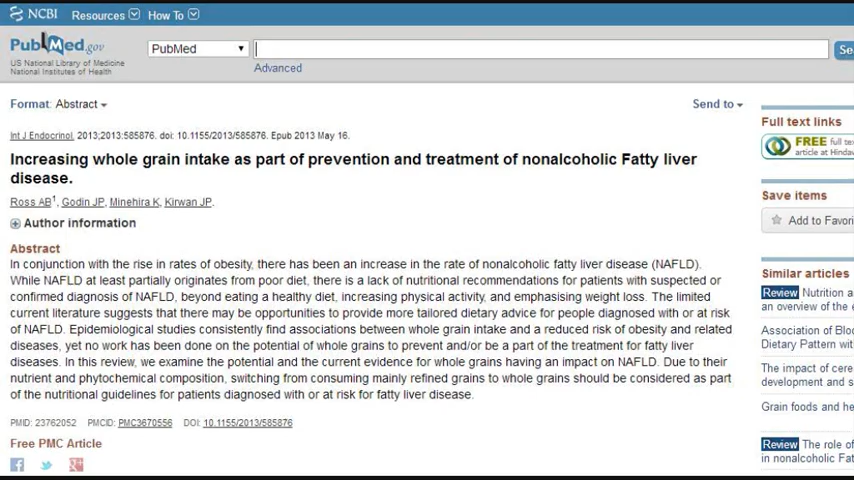 NCBI Resources How To
PubMed.gov
US National Library of Medicine
National Institutes of Health
PubMed
Se
Advanced
Format: Abstract
Send to
Int J Endocrinol. 2013;2013:585876. doi: 10.1155/2013/585876. Epub 2013 May 16.
Increasing whole grain intake as part of prevention and treatment of nonalcoholic Fatty liver
disease.
Ross AB1, Godin JP, Minehira K, Kirwan JP.
Author information
Abstract
In conjunction with the rise in rates of obesity, there has been an increase in the rate of nonalcoholic fatty liver disease (NAFLD).
While NAFLD at least partially originates from poor diet, there is a lack of nutritional recommendations for patients with suspected or
confirmed diagnosis of NAFLD, beyond eating a healthy diet, increasing physical activity, and emphasising weight loss. The limited
current literature suggests that there may be opportunities to provide more tailored dietary advice for people diagnosed with or at risk
of NAFLD. Epidemiological studies consistently find associations between whole grain intake and a reduced risk of obesity and related
diseases, yet no work has been done on the potential of whole grains to prevent and/or be a part of the treatment for fatty liver
diseases. In this review, we examine the potential and the current evidence for whole grains having an impact on NAFLD. Due to their
nutrient and phytochemical composition, switching from consuming mainly refined grains to whole grains should be considered as part
of the nutritional guidelines for patients diagnosed with or at risk for fatty liver disease.
PMID: 23762052 PMCID: PMC3670556 DOI: 10.1155/2013/585876
Free PMC Article
Full text links
FREE full te
article at Hindav
Save items
Add to Favori
Similar articles
Review Nutrition a
an overview of the e
Association of Bloo
Dietary Pattern with
The impact of cere
development and s
Grain foods and he
Review The role of
in nonalcoholic Fat